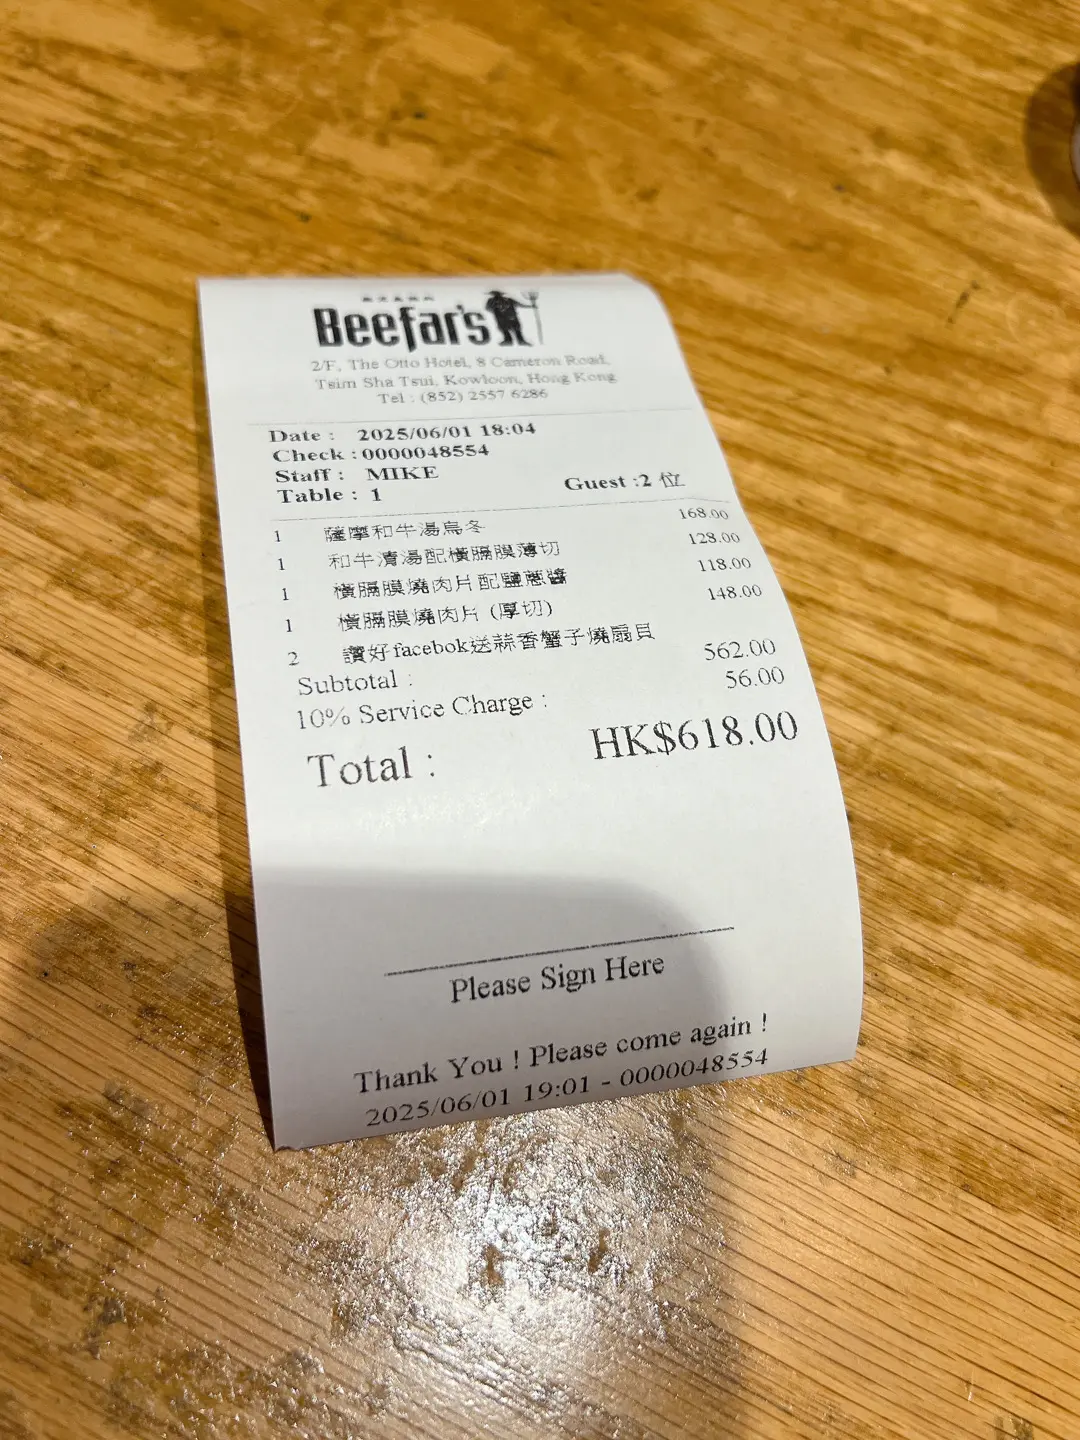 Beefar's
2/F, The Otto Hotel, 8 Cameron Road,
Tsim Sha Tsui, Kowloon, Hong Kong
Tel : (852) 2557 6286
Date : 2025/06/01 18:04
Check : 0000048554
Staff : MIKE
Table : 1 Guest :2 位
1 薩摩和牛湯烏冬 168.00
1 和牛清湯配橫膈膜薄切 128.00
1 橫膈膜燒肉片配鹽蔥醬 118.00
1 橫膈膜燒肉片 (厚切) 148.00
2 讚好facebok送蒜香蟹子燒扇貝
Subtotal : 562.00
10% Service Charge : 56.00
Total : HK$618.00
Please Sign Here
Thank You ! Please come again !
2025/06/01 19:01 - 0000048554